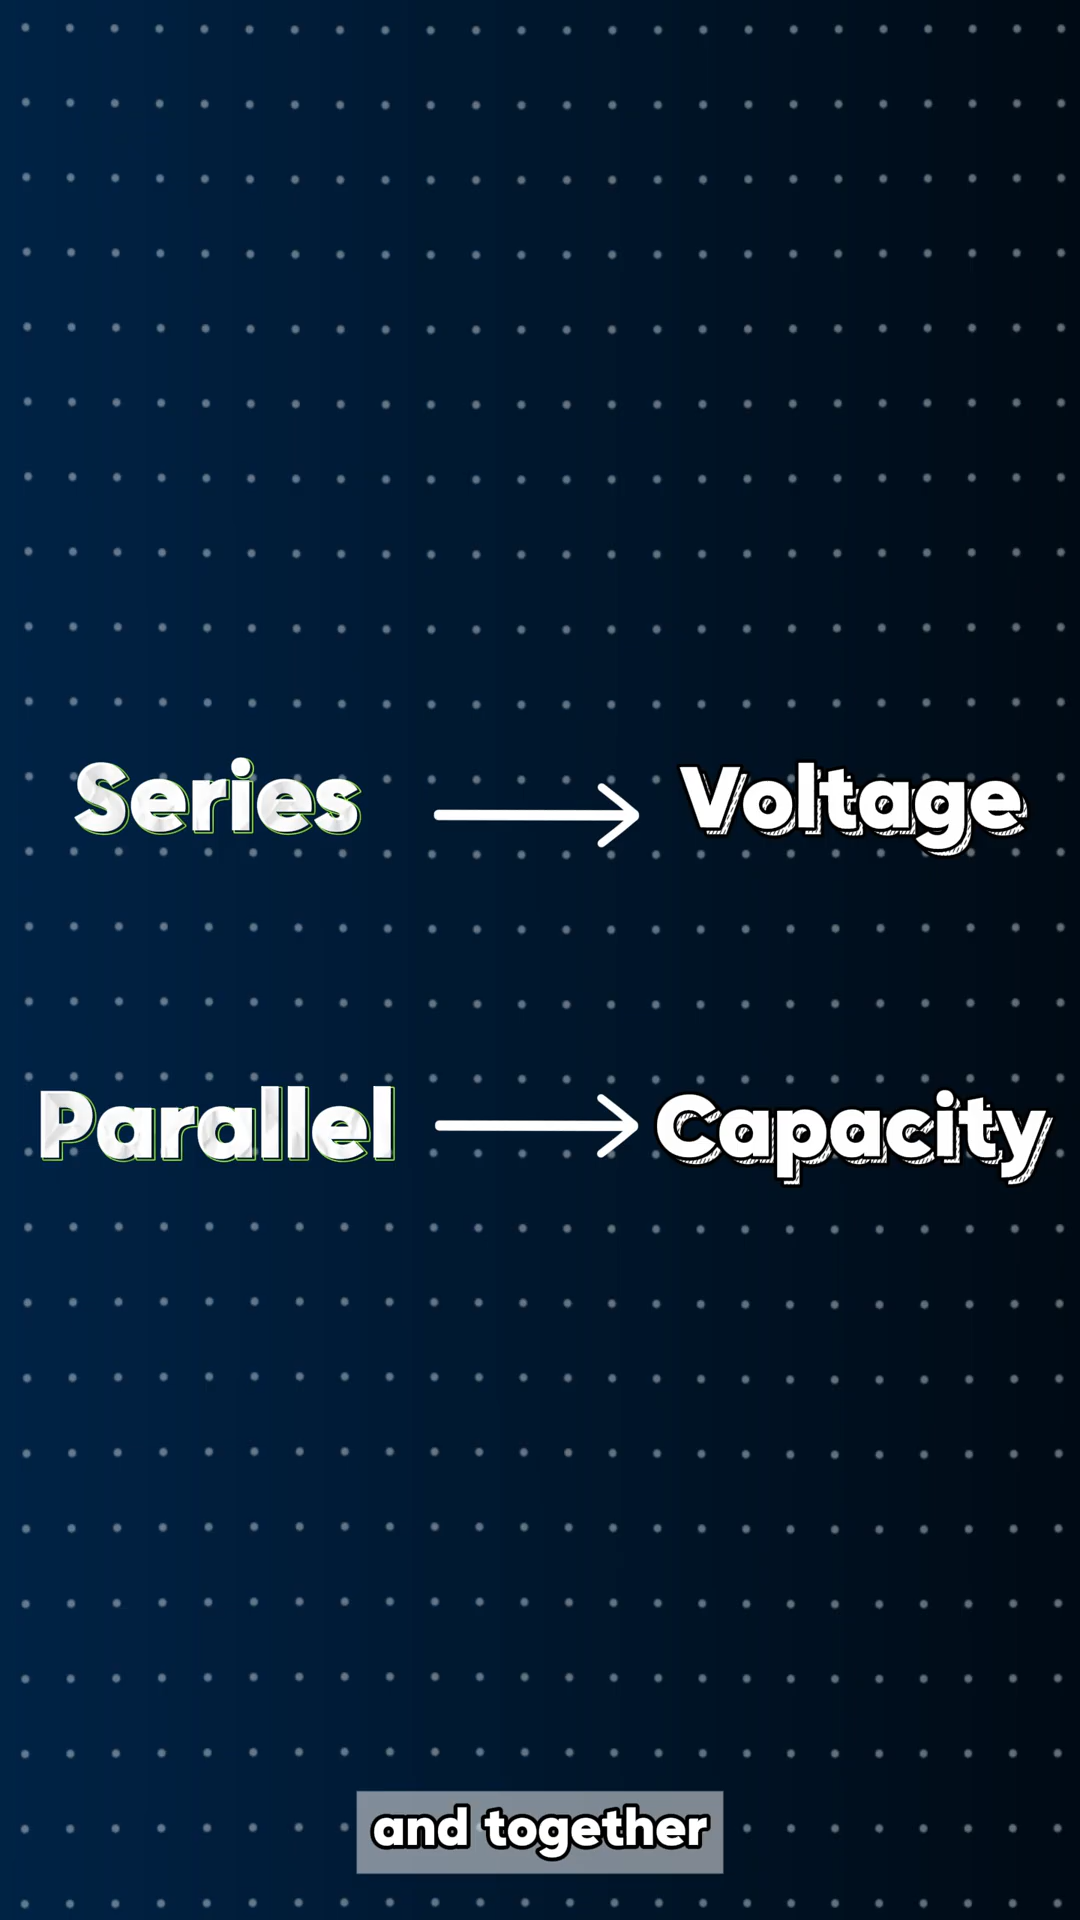 Series → Voltage
Parallel → Capacity
and together